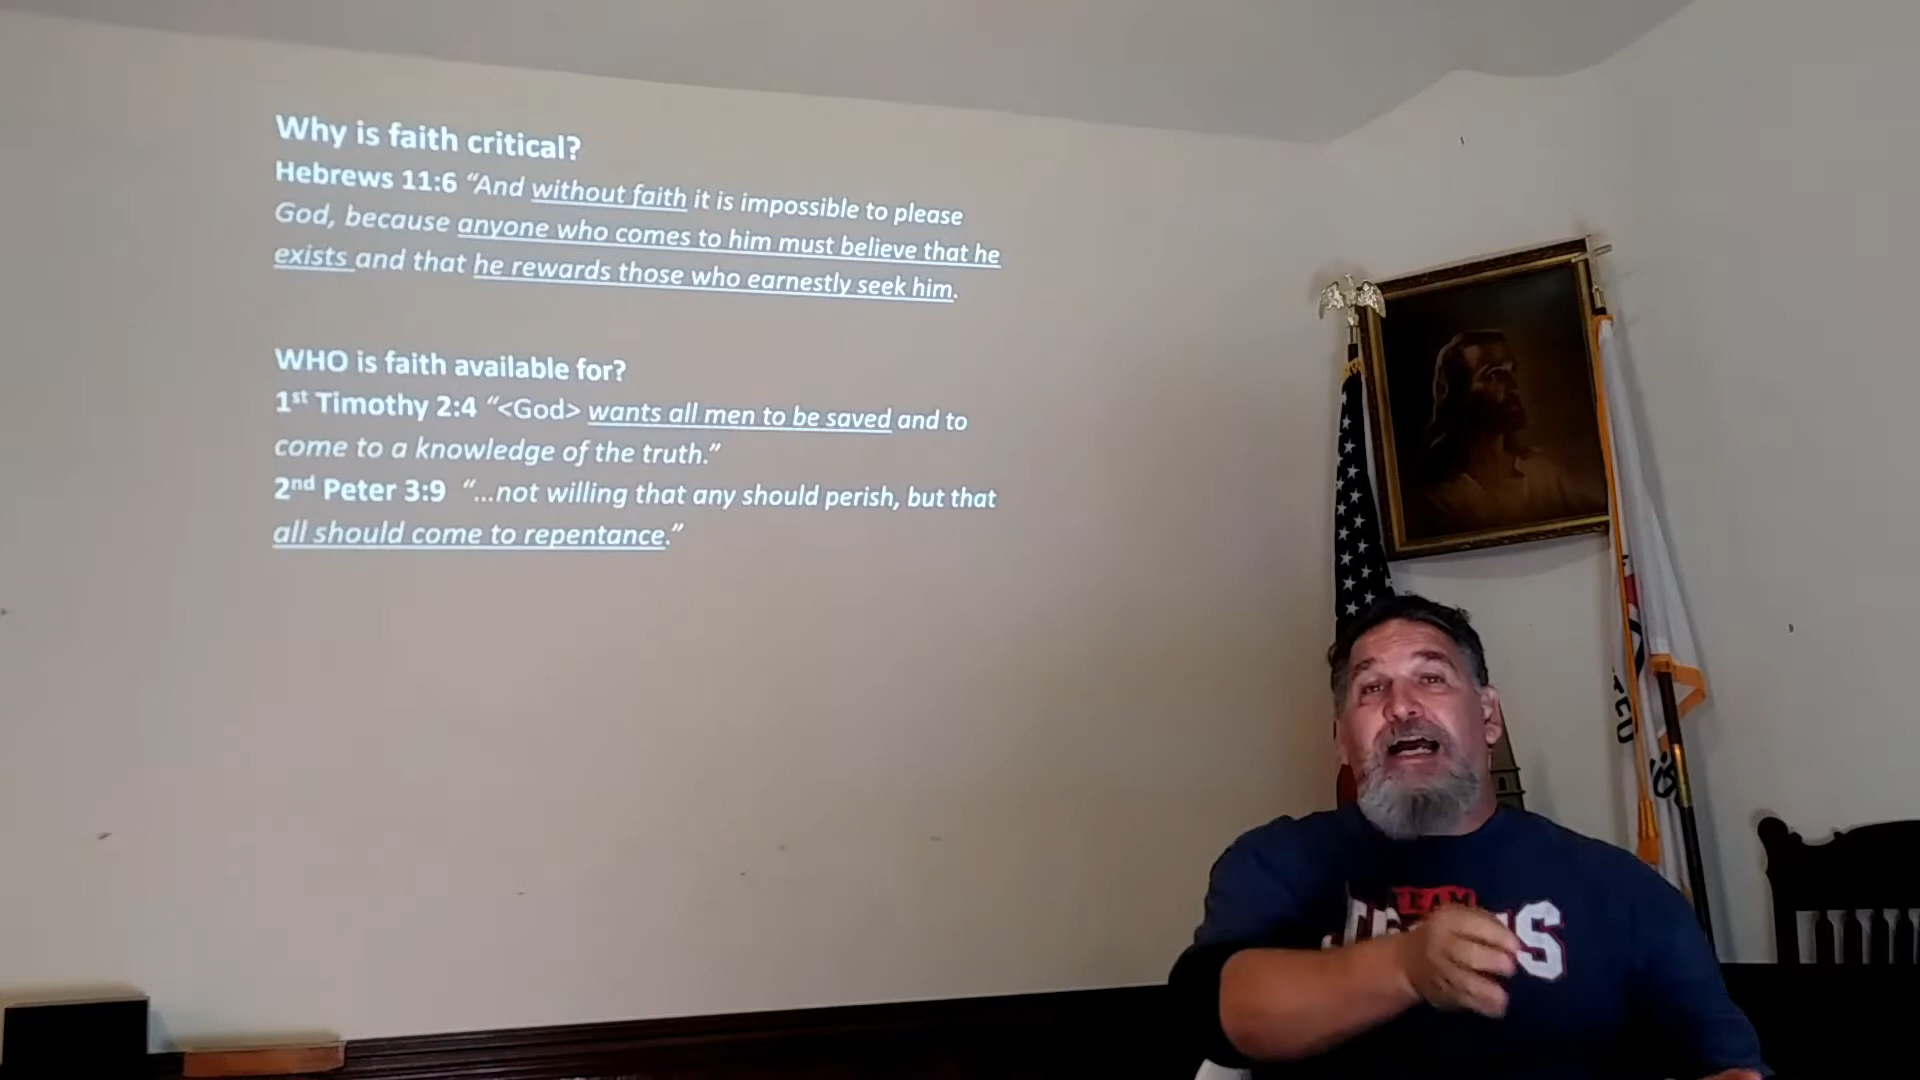 Why is faith critical?
Hebrews 11:6 “And without faith it is impossible to please
God, because anyone who comes to him must believe that he
exists and that he rewards those who earnestly seek him.
WHO is faith available for?
1st Timothy 2:4 “<God> wants all men to be saved and to
come to a knowledge of the truth.”
2nd Peter 3:9 “...not willing that any should perish, but that
all should come to repentance.”